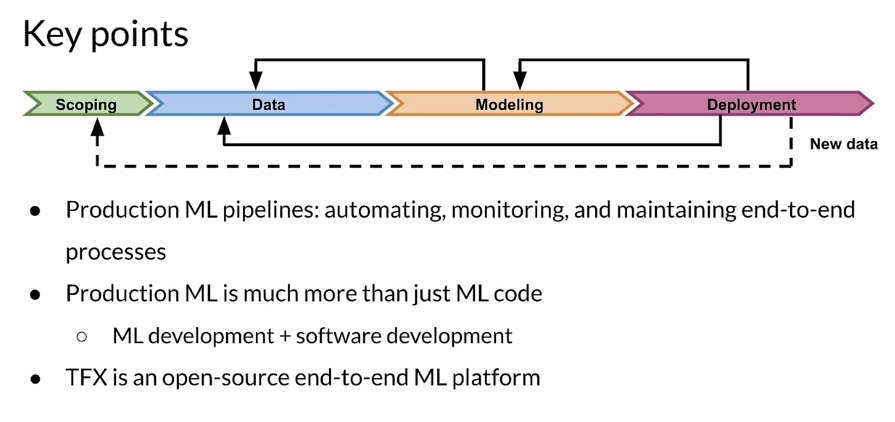 Key points
Scoping
Data
Modeling
Deployment
New data
● Production ML pipelines: automating, monitoring, and maintaining end-to-end
processes
● Production ML is much more than just ML code
○ ML development + software development
● TFX is an open-source end-to-end ML platform